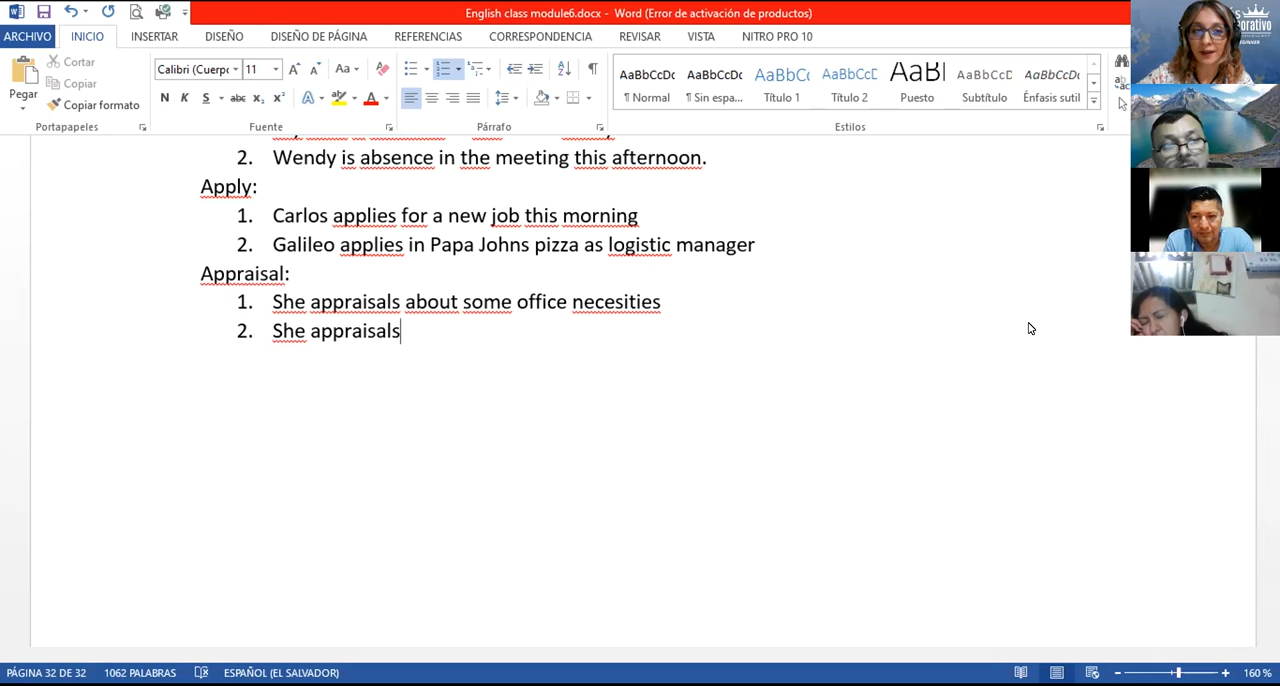 English class module6.docx - Word (Error de activación de productos)
ARCHIVO INICIO INSERTAR DISEÑO DISEÑO DE PÁGINA REFERENCIAS CORRESPONDENCIA REVISAR VISTA NITRO PRO 10
Pegar
Cortar
Copiar
Copiar formato
Portapapeles
Calibri (Cuerpo 11
Fuente
Párrafo
AaBbCcDc AaBbCcDc AaBbCc AaBbCcD AaBl AaBbCcD AaBbCcDc
¶ Normal ¶ Sin espa... Título 1 Título 2 Puesto Subtítulo Énfasis sutil
Estilos
2. Wendy is absence in the meeting this afternoon.
Apply:
1. Carlos applies for a new job this morning
2. Galileo applies in Papa Johns pizza as logistic manager
Appraisal:
1. She appraisals about some office necesities
2. She appraisals
PÁGINA 32 DE 32 1062 PALABRAS ESPAÑOL (EL SALVADOR) 160 %